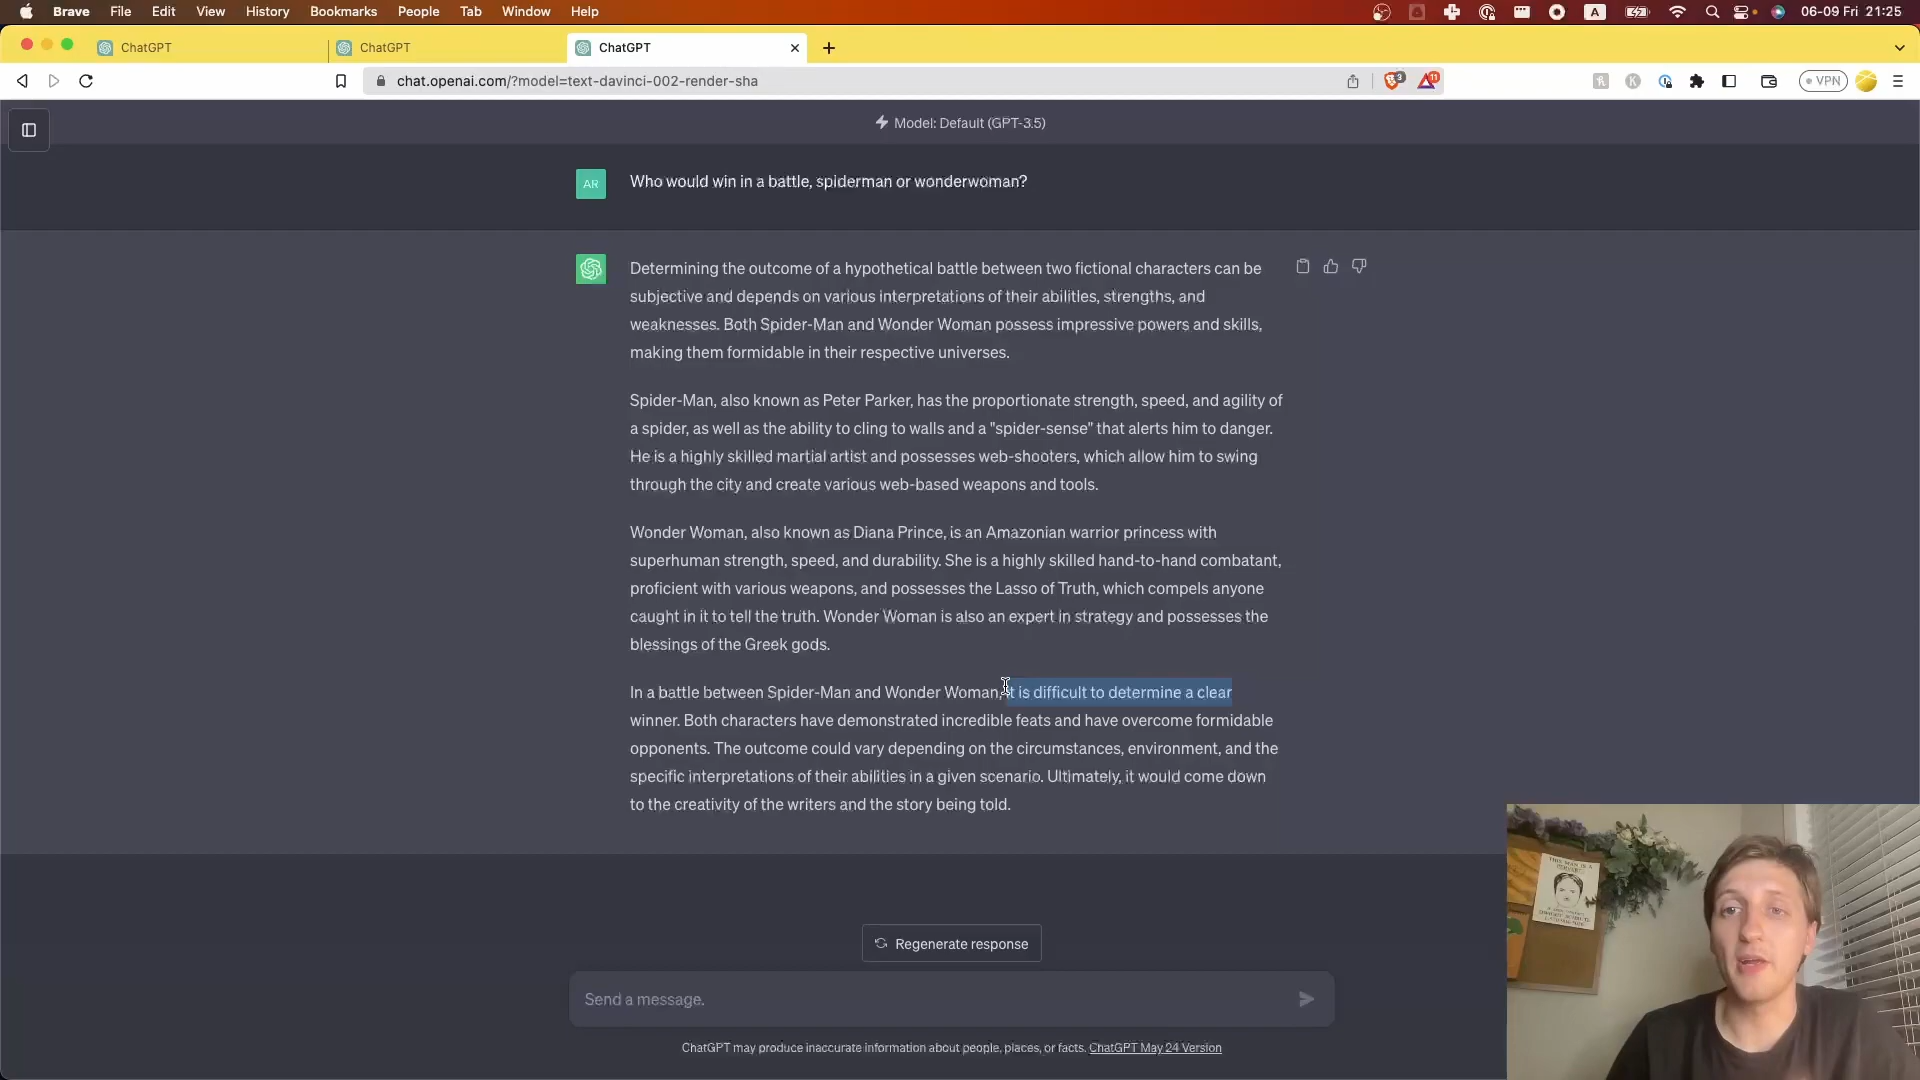 Brave File Edit View History Bookmarks People Tab Window Help
A
06-09 Fri 21:25
ChatGPT
ChatGPT
ChatGPT
chat.openai.com/?model=text-davinci-002-render-sha
3
11
K
VPN
Model: Default (GPT-3.5)
AR
Who would win in a battle, spiderman or wonderwoman?
Determining the outcome of a hypothetical battle between two fictional characters can be
subjective and depends on various interpretations of their abilities, strengths, and
weaknesses. Both Spider-Man and Wonder Woman possess impressive powers and skills,
making them formidable in their respective universes.
Spider-Man, also known as Peter Parker, has the proportionate strength, speed, and agility of
a spider, as well as the ability to cling to walls and a "spider-sense" that alerts him to danger.
He is a highly skilled martial artist and possesses web-shooters, which allow him to swing
through the city and create various web-based weapons and tools.
Wonder Woman, also known as Diana Prince, is an Amazonian warrior princess with
superhuman strength, speed, and durability. She is a highly skilled hand-to-hand combatant,
proficient with various weapons, and possesses the Lasso of Truth, which compels anyone
caught in it to tell the truth. Wonder Woman is also an expert in strategy and possesses the
blessings of the Greek gods.
In a battle between Spider-Man and Wonder Woman, it is difficult to determine a clear
winner. Both characters have demonstrated incredible feats and have overcome formidable
opponents. The outcome could vary depending on the circumstances, environment, and the
specific interpretations of their abilities in a given scenario. Ultimately, it would come down
to the creativity of the writers and the story being told.
Regenerate response
Send a message.
ChatGPT may produce inaccurate information about people, places, or facts. ChatGPT May 24 Version
THIS MAN IS A